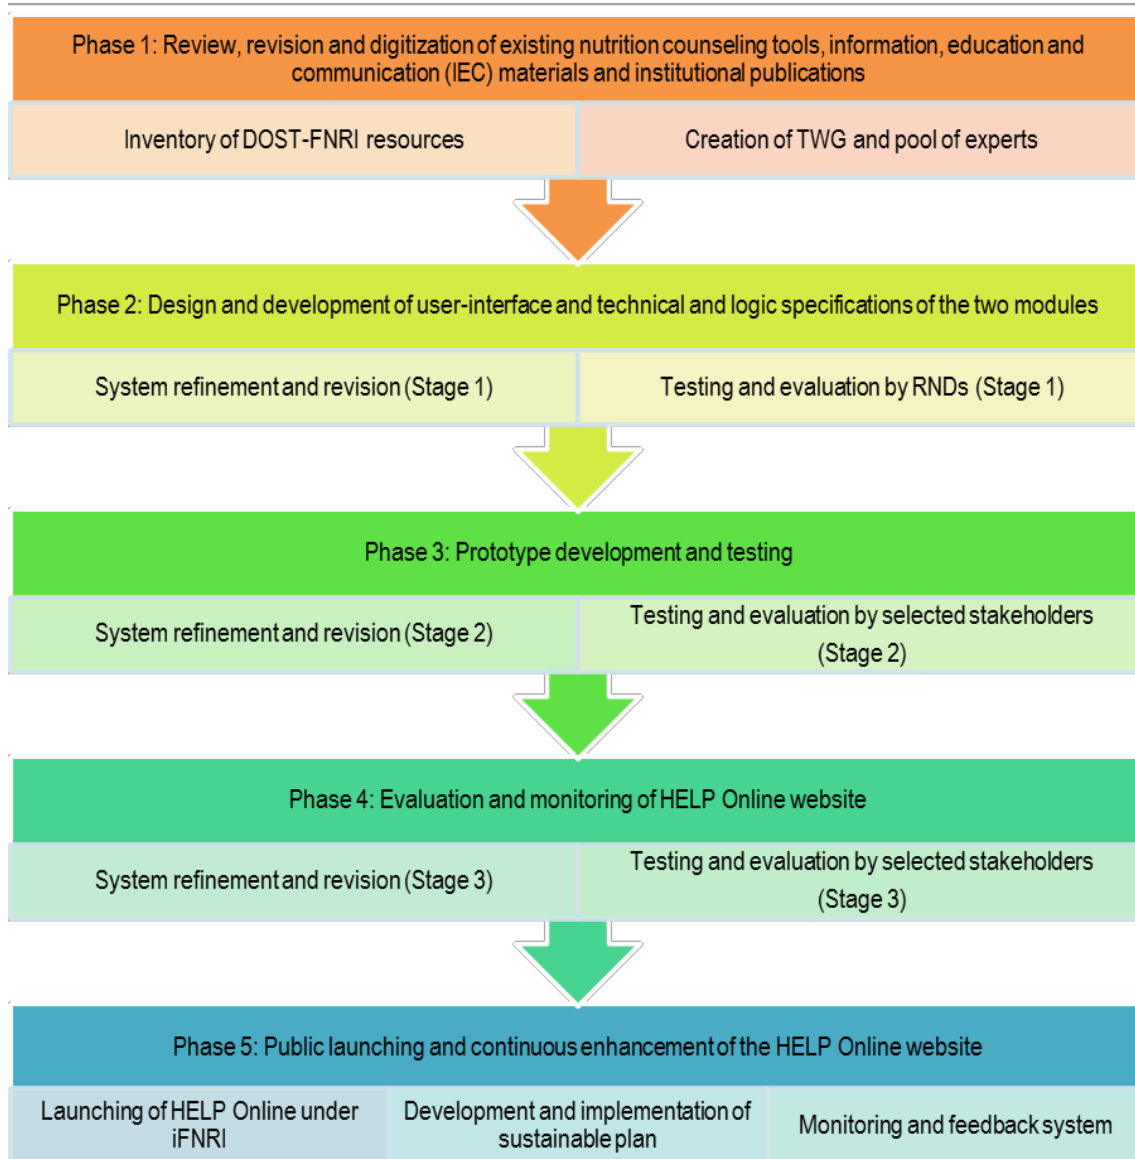 Phase 1: Review, revision and digitization of existing nutrition counseling tools, information, education and
communication (IEC) materials and institutional publications
Inventory of DOST-FNRI resources
Creation of TWG and pool of experts
Phase 2: Design and development of user-interface and technical and logic specifications of the two modules
System refinement and revision (Stage 1)
Testing and evaluation by RNDs (Stage 1)
Phase 3: Prototype development and testing
System refinement and revision (Stage 2)
Testing and evaluation by selected stakeholders
(Stage 2)
Phase 4: Evaluation and monitoring of HELP Online website
System refinement and revision (Stage 3)
Testing and evaluation by selected stakeholders
(Stage 3)
Phase 5: Public launching and continuous enhancement of the HELP Online website
Launching of HELP Online under
iFNRI
Development and implementation of
sustainable plan
Monitoring and feedback system